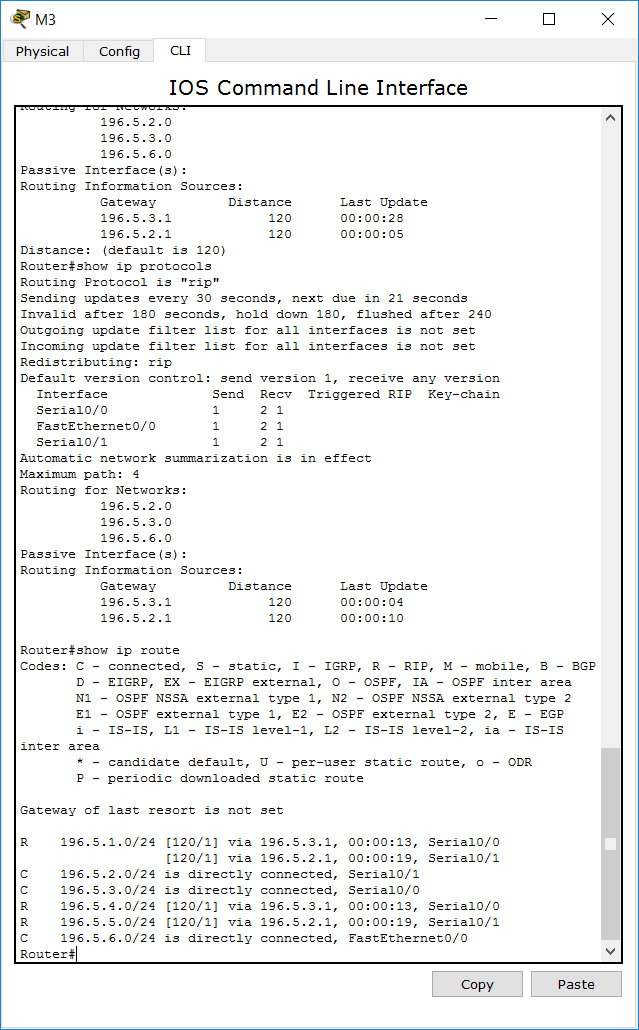 M3
Physical Config CLI
IOS Command Line Interface
Routing for Networks:
          196.5.2.0
          196.5.3.0
          196.5.6.0
Passive Interface(s):
Routing Information Sources:
          Gateway         Distance      Last Update
          196.5.3.1            120      00:00:28
          196.5.2.1            120      00:00:05
Distance: (default is 120)
Router#show ip protocols
Routing Protocol is "rip"
Sending updates every 30 seconds, next due in 21 seconds
Invalid after 180 seconds, hold down 180, flushed after 240
Outgoing update filter list for all interfaces is not set
Incoming update filter list for all interfaces is not set
Redistributing: rip
Default version control: send version 1, receive any version
  Interface             Send  Recv  Triggered RIP  Key-chain
  Serial0/0             1     2 1
  FastEthernet0/0       1     2 1
  Serial0/1             1     2 1
Automatic network summarization is in effect
Maximum path: 4
Routing for Networks:
          196.5.2.0
          196.5.3.0
          196.5.6.0
Passive Interface(s):
Routing Information Sources:
          Gateway         Distance      Last Update
          196.5.3.1            120      00:00:04
          196.5.2.1            120      00:00:10
Router#show ip route
Codes: C - connected, S - static, I - IGRP, R - RIP, M - mobile, B - BGP
       D - EIGRP, EX - EIGRP external, O - OSPF, IA - OSPF inter area
       N1 - OSPF NSSA external type 1, N2 - OSPF NSSA external type 2
       E1 - OSPF external type 1, E2 - OSPF external type 2, E - EGP
       i - IS-IS, L1 - IS-IS level-1, L2 - IS-IS level-2, ia - IS-IS
inter area
       * - candidate default, U - per-user static route, o - ODR
       P - periodic downloaded static route
Gateway of last resort is not set
R    196.5.1.0/24 [120/1] via 196.5.3.1, 00:00:13, Serial0/0
                  [120/1] via 196.5.2.1, 00:00:19, Serial0/1
C    196.5.2.0/24 is directly connected, Serial0/1
C    196.5.3.0/24 is directly connected, Serial0/0
R    196.5.4.0/24 [120/1] via 196.5.3.1, 00:00:13, Serial0/0
R    196.5.5.0/24 [120/1] via 196.5.2.1, 00:00:19, Serial0/1
C    196.5.6.0/24 is directly connected, FastEthernet0/0
Router#
Copy Paste